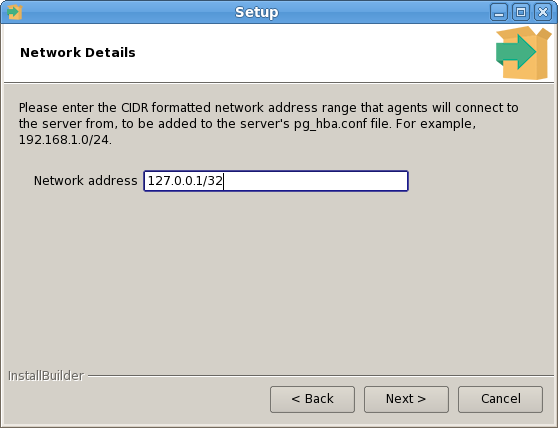 Setup
Network Details
Please enter the CIDR formatted network address range that agents will connect to
the server from, to be added to the server's pg_hba.conf file. For example,
192.168.1.0/24.
Network address 127.0.0.1/32
InstallBuilder
< Back Next > Cancel